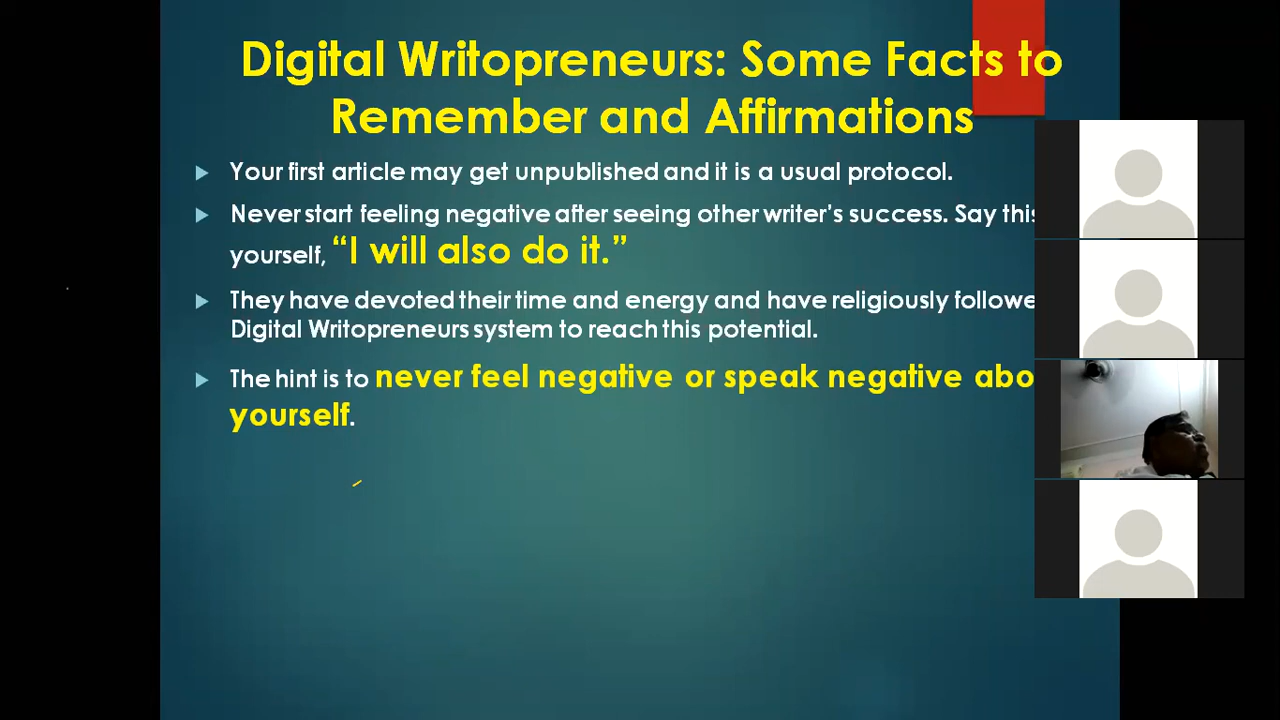 Digital Writopreneurs: Some Facts to
Remember and Affirmations
Your first article may get unpublished and it is a usual protocol.
Never start feeling negative after seeing other writer's success. Say this
yourself, “I will also do it.”
They have devoted their time and energy and have religiously
Digital Writopreneurs system to reach this potential.
The hint is to never feel negative or speak negative
yourself.